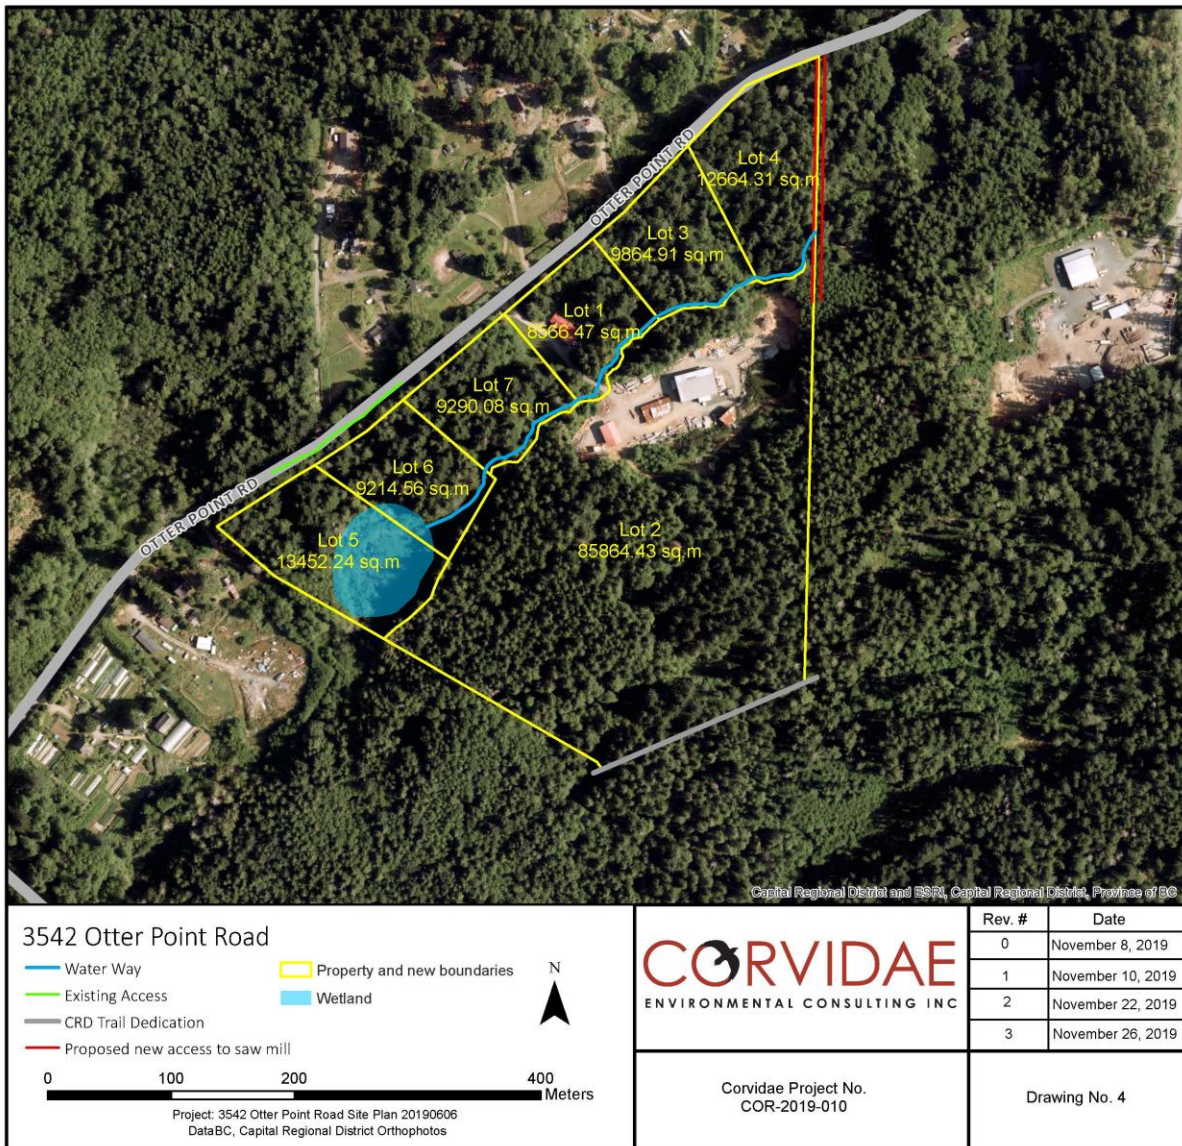 OTTER POINT RD
Lot 4
12664.31 sq.m
Lot 3
9864.91 sq.m
Lot 1
8566.47 sq.m
Lot 7
9290.08 sq.m
Lot 6
9214.56 sq.m
Lot 5
13452.24 sq.m
Lot 2
85864.43 sq.m
OTTER POINT RD
Capital Regional District and ESRI, Capital Regional District, Province of BC
3542 Otter Point Road
Water Way
Existing Access
CRD Trail Dedication
Proposed new access to saw mill
Property and new boundaries
Wetland
N
0 100 200 400
Meters
Project: 3542 Otter Point Road Site Plan 20190606
DataBC, Capital Regional District Orthophotos
CORVIDAE
ENVIRONMENTAL CONSULTING INC
Corvidae Project No.
COR-2019-010
Rev. # Date
0 November 8, 2019
1 November 10, 2019
2 November 22, 2019
3 November 26, 2019
Drawing No. 4